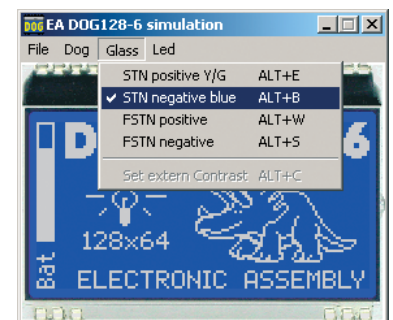 DOG EA DOG128-6 simulation
File Dog Glass Led
STN positive Y/G ALT+E
STN negative blue ALT+B
FSTN positive ALT+W
FSTN negative ALT+S
Set extern Contrast ALT+C
D 6
128x64
Bat
ELECTRONIC ASSEMBLY